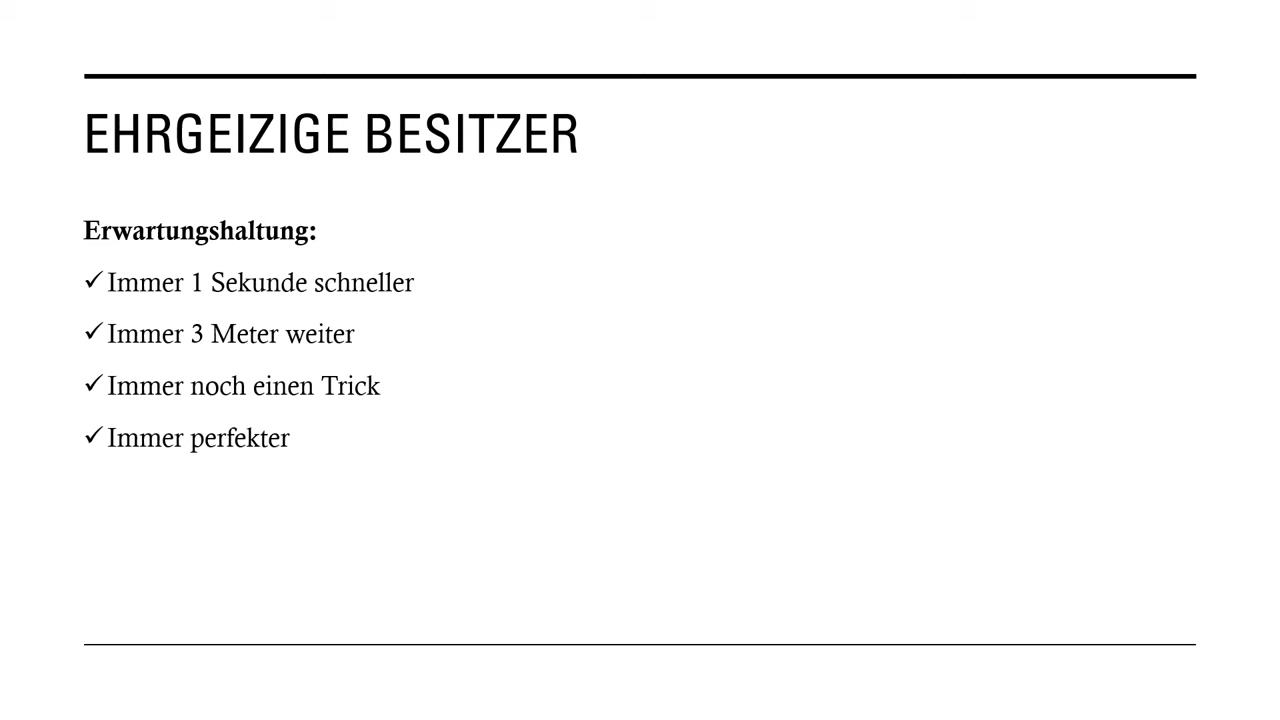 EHRGEIZIGE BESITZER
Erwartungshaltung:
✓ Immer 1 Sekunde schneller
✓ Immer 3 Meter weiter
✓ Immer noch einen Trick
✓ Immer perfekter